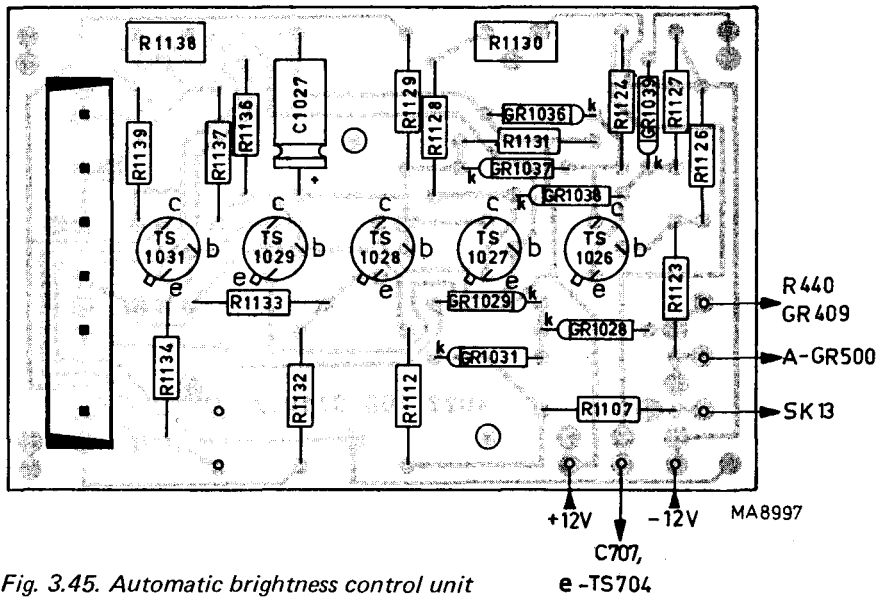 R1138
R1130
R1139
R1137
R1136
C1027
+
R1129
R1128
GR1036
k
R1131
GR1037
k
GR1038
k
R1124
GR1039
k
R1127
R1126
c
TS
1031
b
e
c
TS
1029
b
e
c
TS
1028
b
e
c
TS
1027
b
e
c
TS
1026
b
e
R1133
GR1029
k
GR1028
k
GR1031
k
R1123
R1134
R1132
R1112
R1107
R440
GR409
A-GR500
SK13
+12V
-12V
MA8997
C707,
e-TS704
Fig. 3.45. Automatic brightness control unit